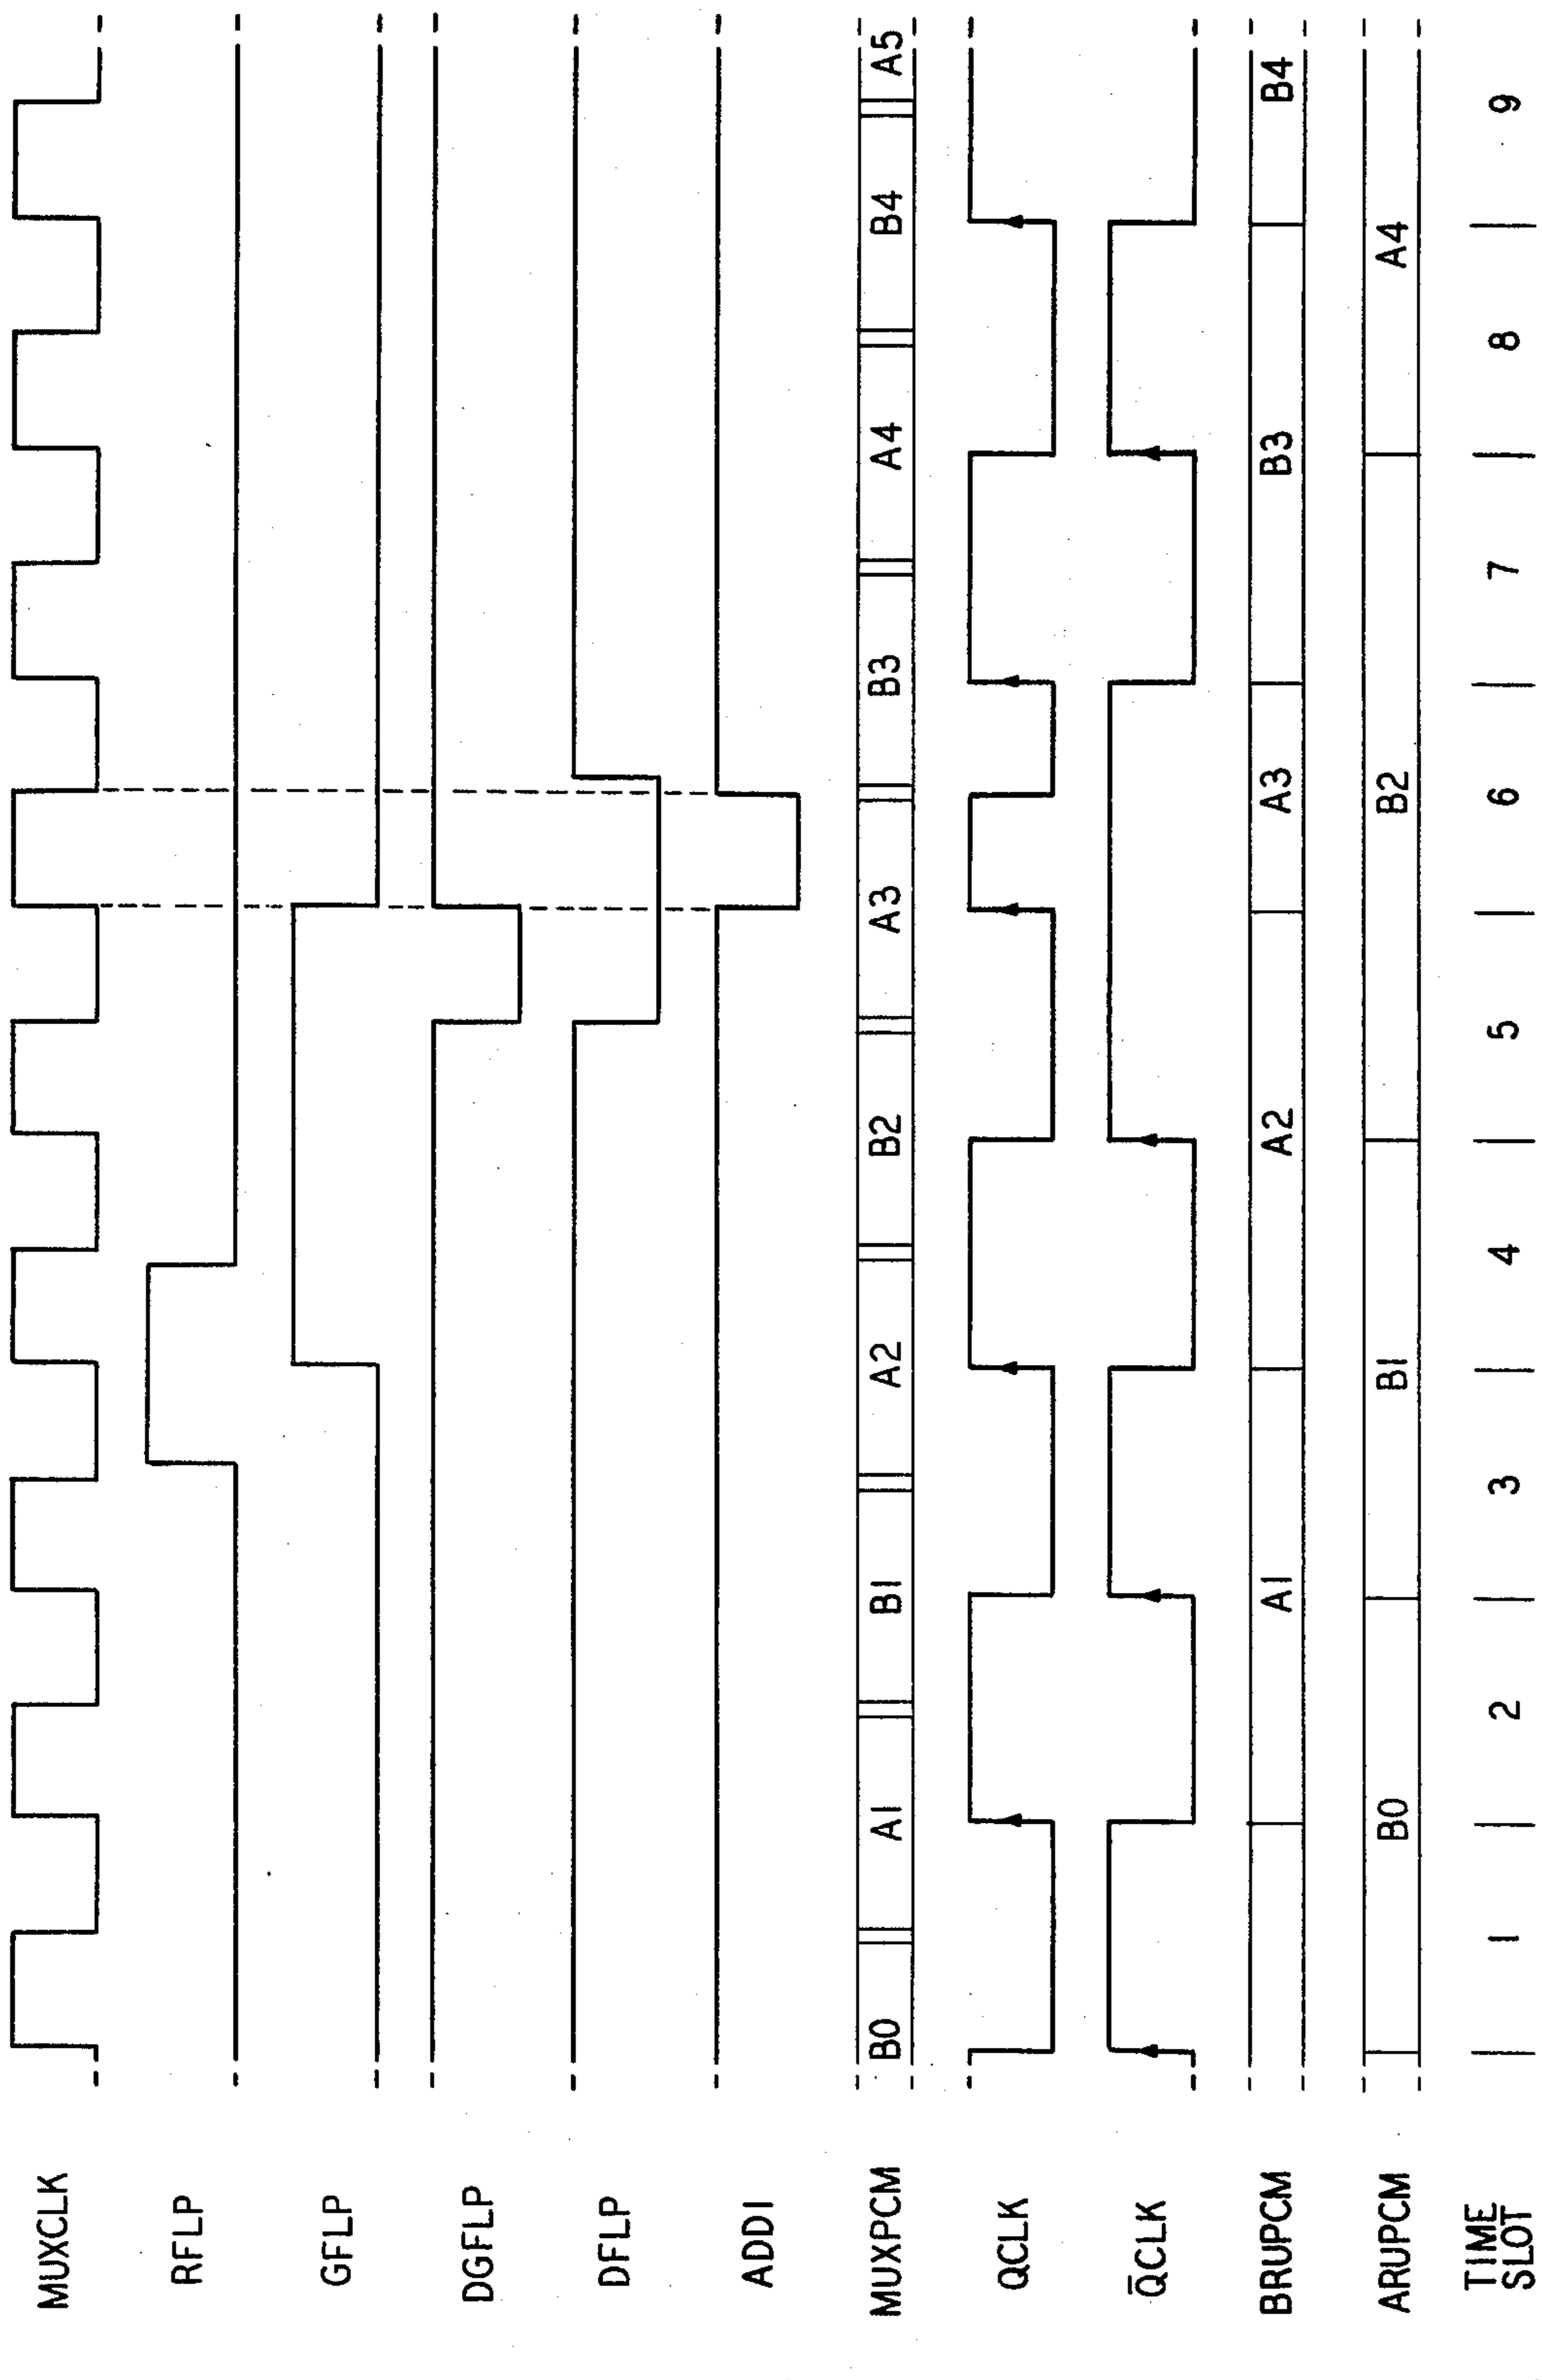 MUXCLK
RFLP
GFLP
DGFLP
DFLP
ADD1
MUXPCM B0 A1 B1 A2 B2 A3 B3 A4 B4 A5
QCLK
Q̄CLK
BRUPCM A1 A2 A3 B3 B4
ARUPCM B0 B1 B2 A4
TIME
SLOT 1 2 3 4 5 6 7 8 9